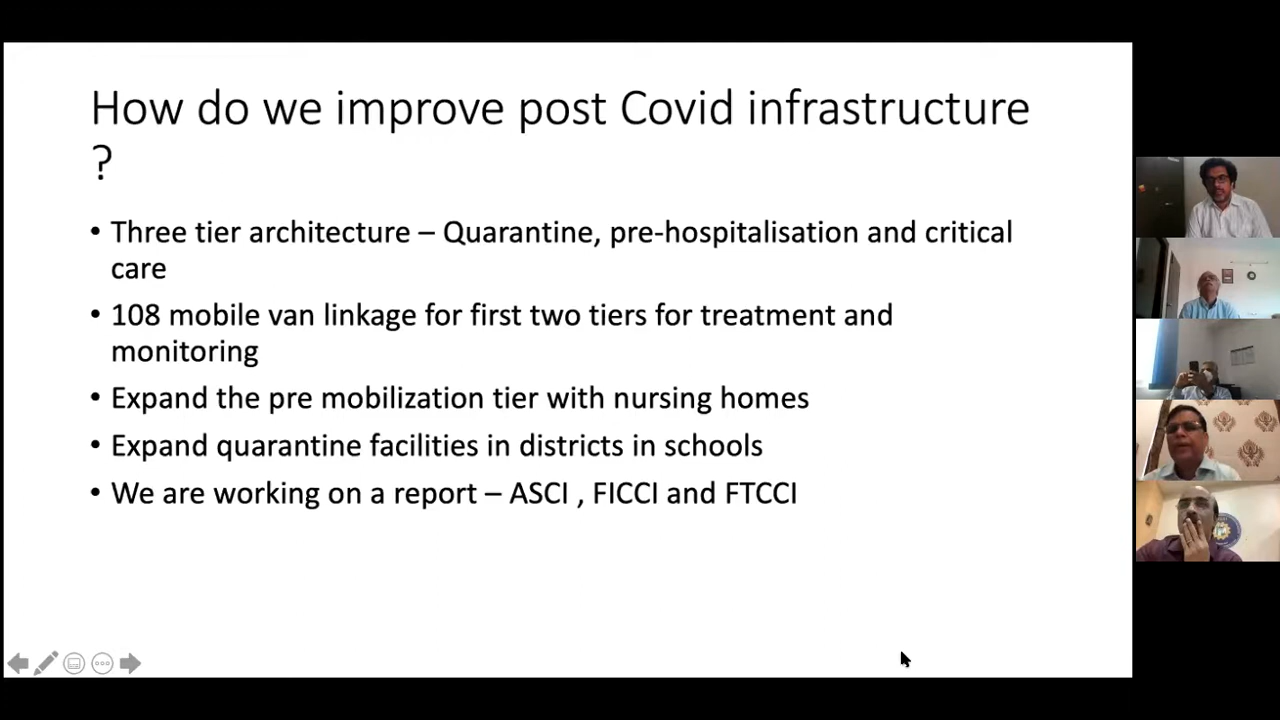 How do we improve post Covid infrastructure
?
• Three tier architecture – Quarantine, pre-hospitalisation and critical
care
• 108 mobile van linkage for first two tiers for treatment and
monitoring
• Expand the pre mobilization tier with nursing homes
• Expand quarantine facilities in districts in schools
• We are working on a report – ASCI , FICCI and FTCCI